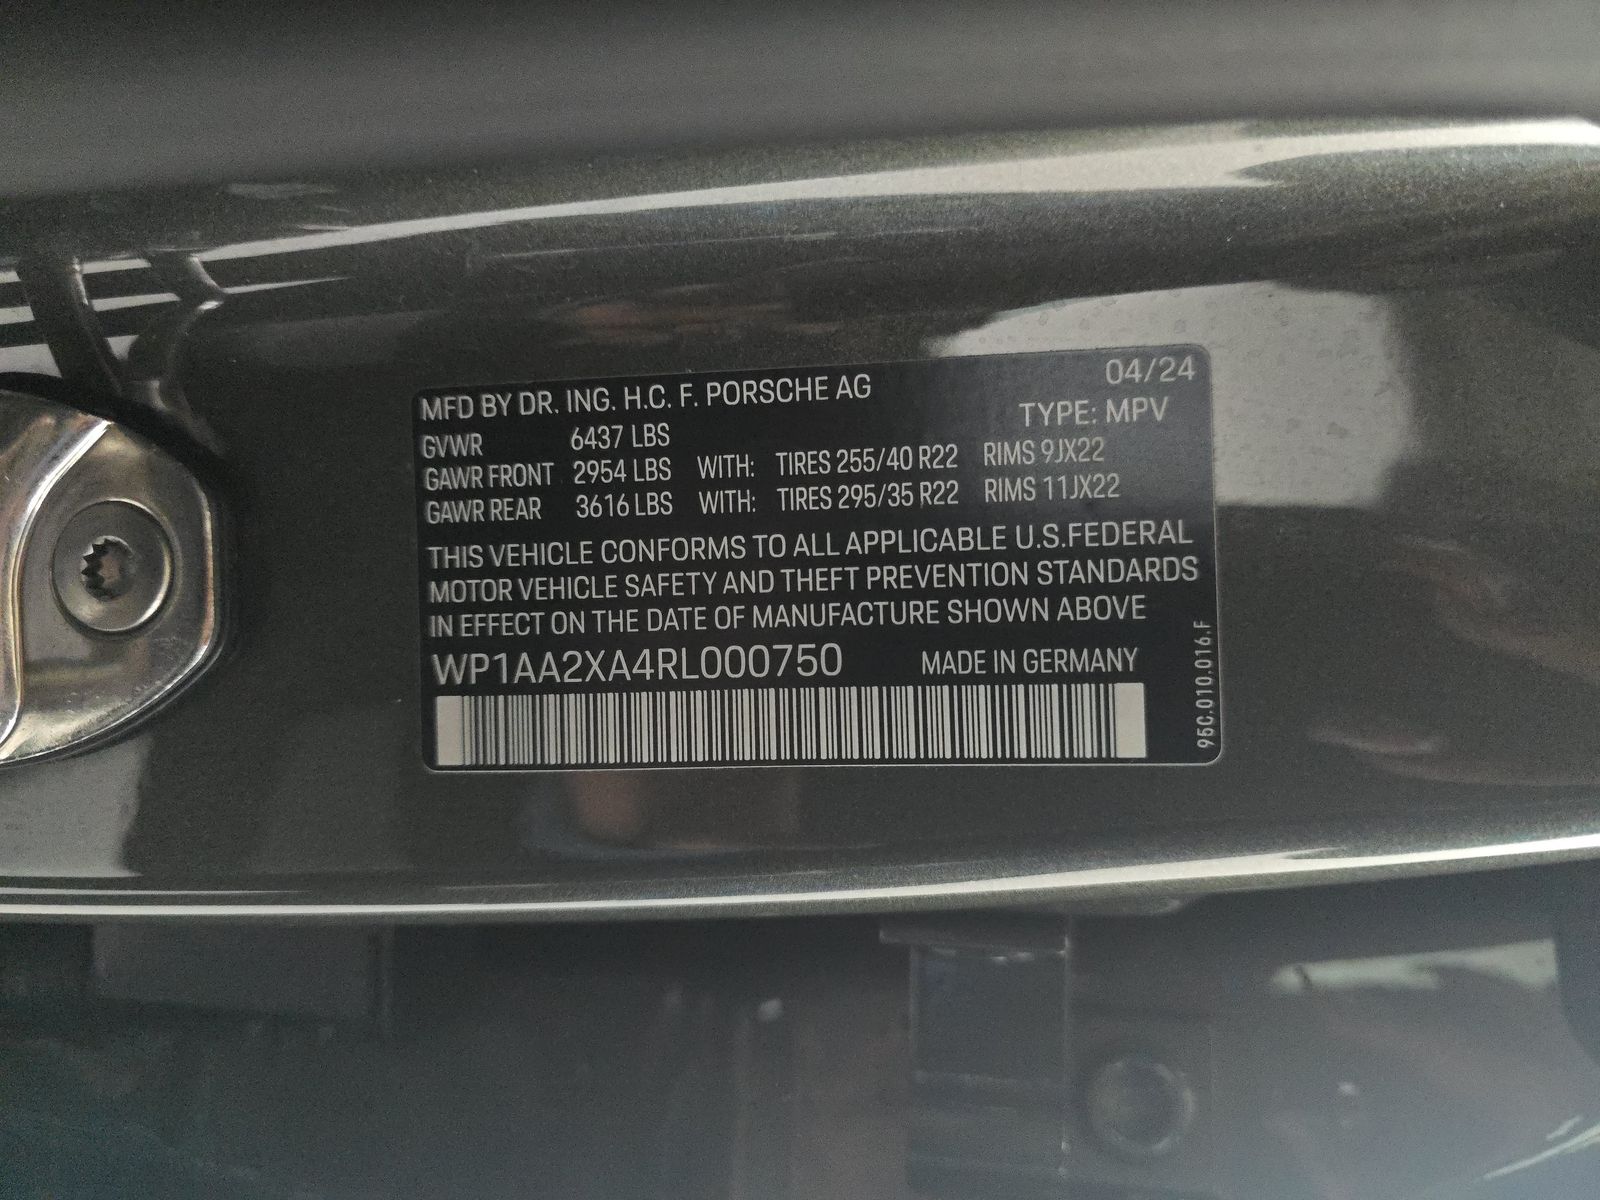 04/24
MFD BY DR. ING. H.C. F. PORSCHE AG
TYPE: MPV
GVWR 6437 LBS
GAWR FRONT 2954 LBS WITH: TIRES 255/40 R22 RIMS 9JX22
GAWR REAR 3616 LBS WITH: TIRES 295/35 R22 RIMS 11JX22
THIS VEHICLE CONFORMS TO ALL APPLICABLE U.S.FEDERAL
MOTOR VEHICLE SAFETY AND THEFT PREVENTION STANDARDS
IN EFFECT ON THE DATE OF MANUFACTURE SHOWN ABOVE
WP1AA2XA4RL000750 MADE IN GERMANY
95C.010.016.F